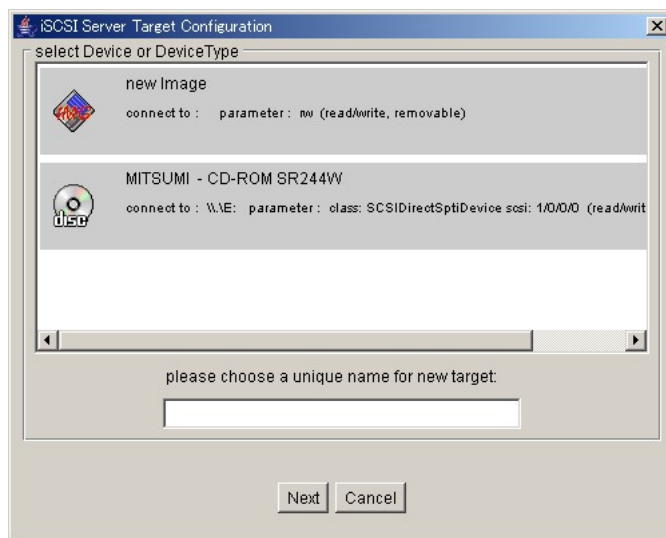 iSCSI Server Target Configuration
select Device or DeviceType
new Image
connect to : parameter : rw (read/write, removable)
MITSUMI - CD-ROM SR244W
connect to : \\.\E: parameter : class: SCSIDirectSptiDevice scsi: 1/0/0/0 (read/writ
disc
please choose a unique name for new target:
Next
Cancel